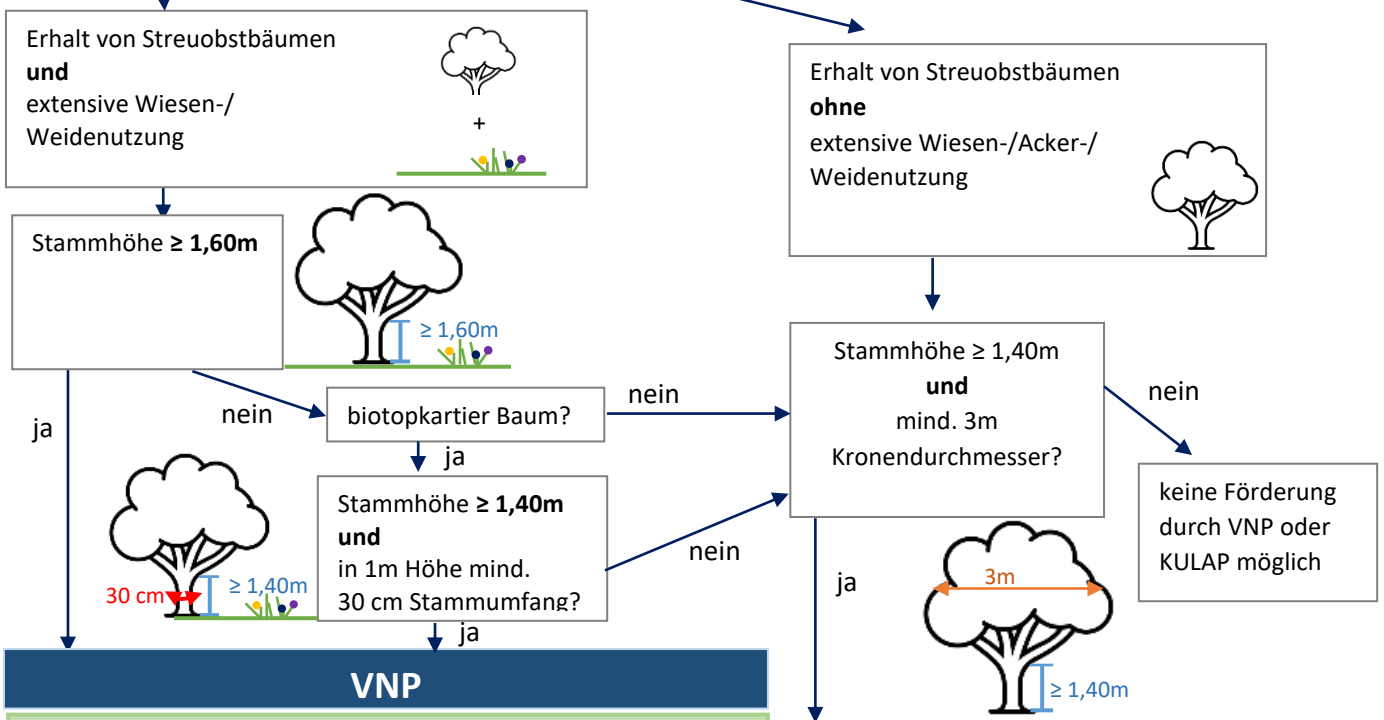 Erhalt von Streuobstbäumen
und
extensive Wiesen-/
Weidenutzung
+
Erhalt von Streuobstbäumen
ohne
extensive Wiesen-/Acker-/
Weidenutzung
Stammhöhe ≥ 1,60m
≥ 1,60m
ja
nein
biotopkartier Baum?
nein
ja
Stammhöhe ≥ 1,40m
und
in 1m Höhe mind.
30 cm Stammumfang?
30 cm
≥ 1,40m
nein
ja
Stammhöhe ≥ 1,40m
und
mind. 3m
Kronendurchmesser?
nein
keine Förderung
durch VNP oder
KULAP möglich
ja
3m
≥ 1,40m
VNP